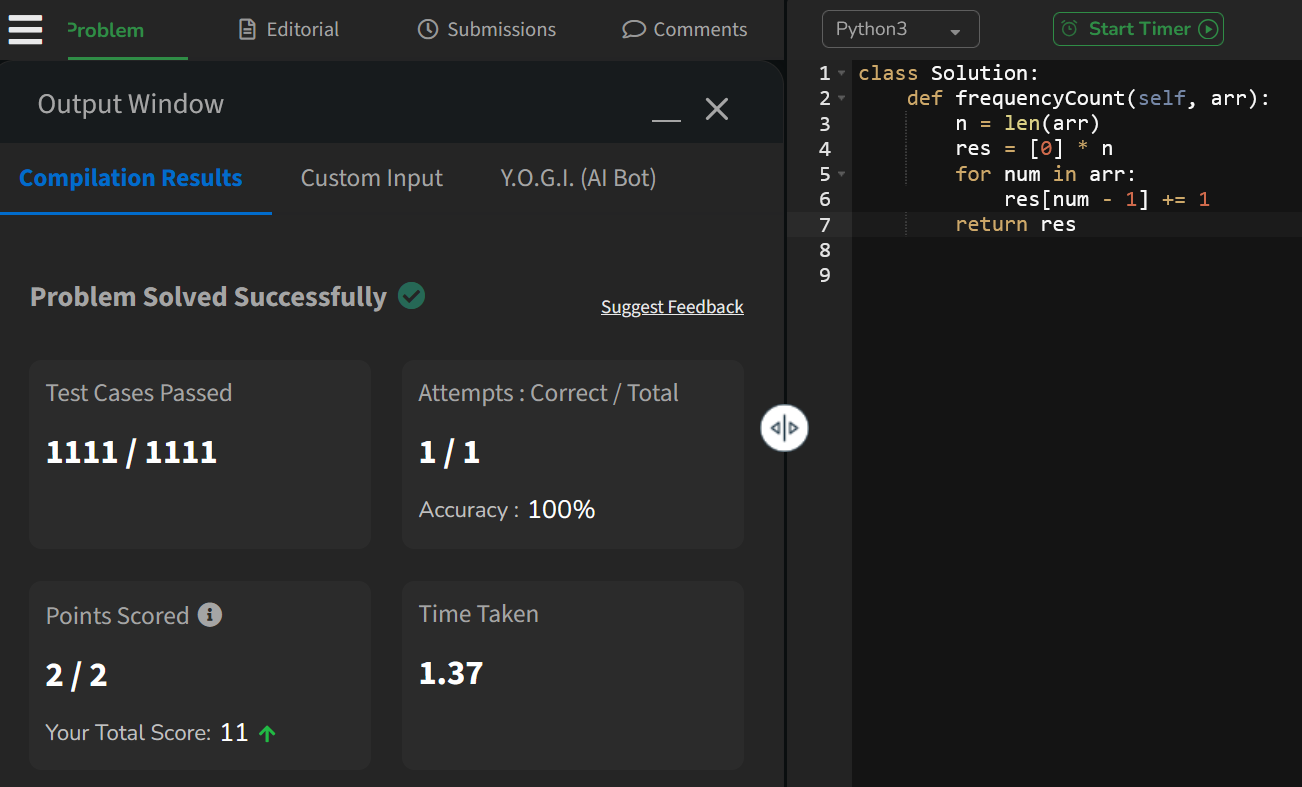 Problem Editorial Submissions Comments
Output Window
Compilation Results Custom Input Y.O.G.I. (AI Bot)
Problem Solved Successfully
Suggest Feedback
Test Cases Passed
1111 / 1111
Attempts : Correct / Total
1 / 1
Accuracy : 100%
Points Scored
2 / 2
Your Total Score: 11
Time Taken
1.37
Python3 Start Timer
1 class Solution:
2     def frequencyCount(self, arr):
3         n = len(arr)
4         res = [0] * n
5         for num in arr:
6             res[num - 1] += 1
7         return res
8
9